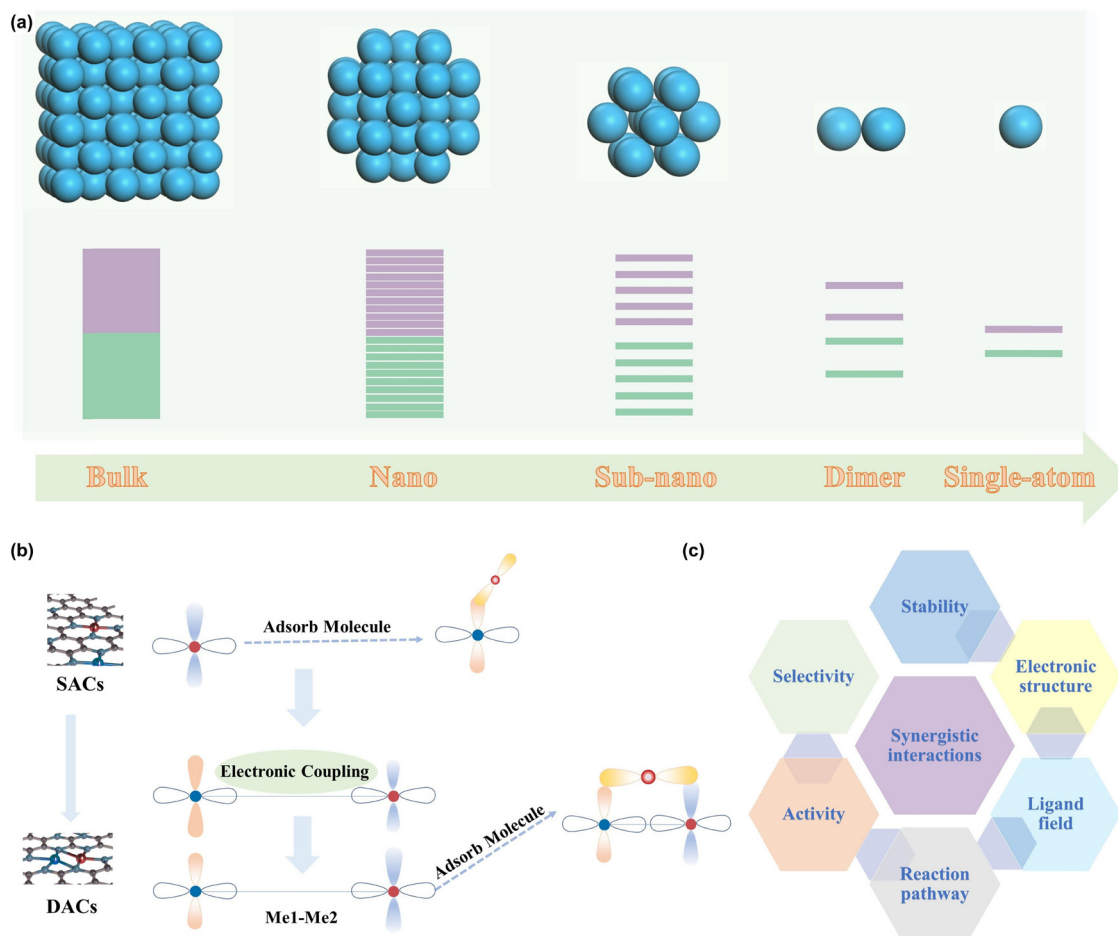 (a)
Bulk
Nano
Sub-nano
Dimer
Single-atom
(b)
SACs
Adsorb Molecule
Electronic Coupling
DACs
Me1-Me2
Adsorb Molecule
(c)
Stability
Selectivity
Electronic
structure
Synergistic
interactions
Activity
Ligand
field
Reaction
pathway